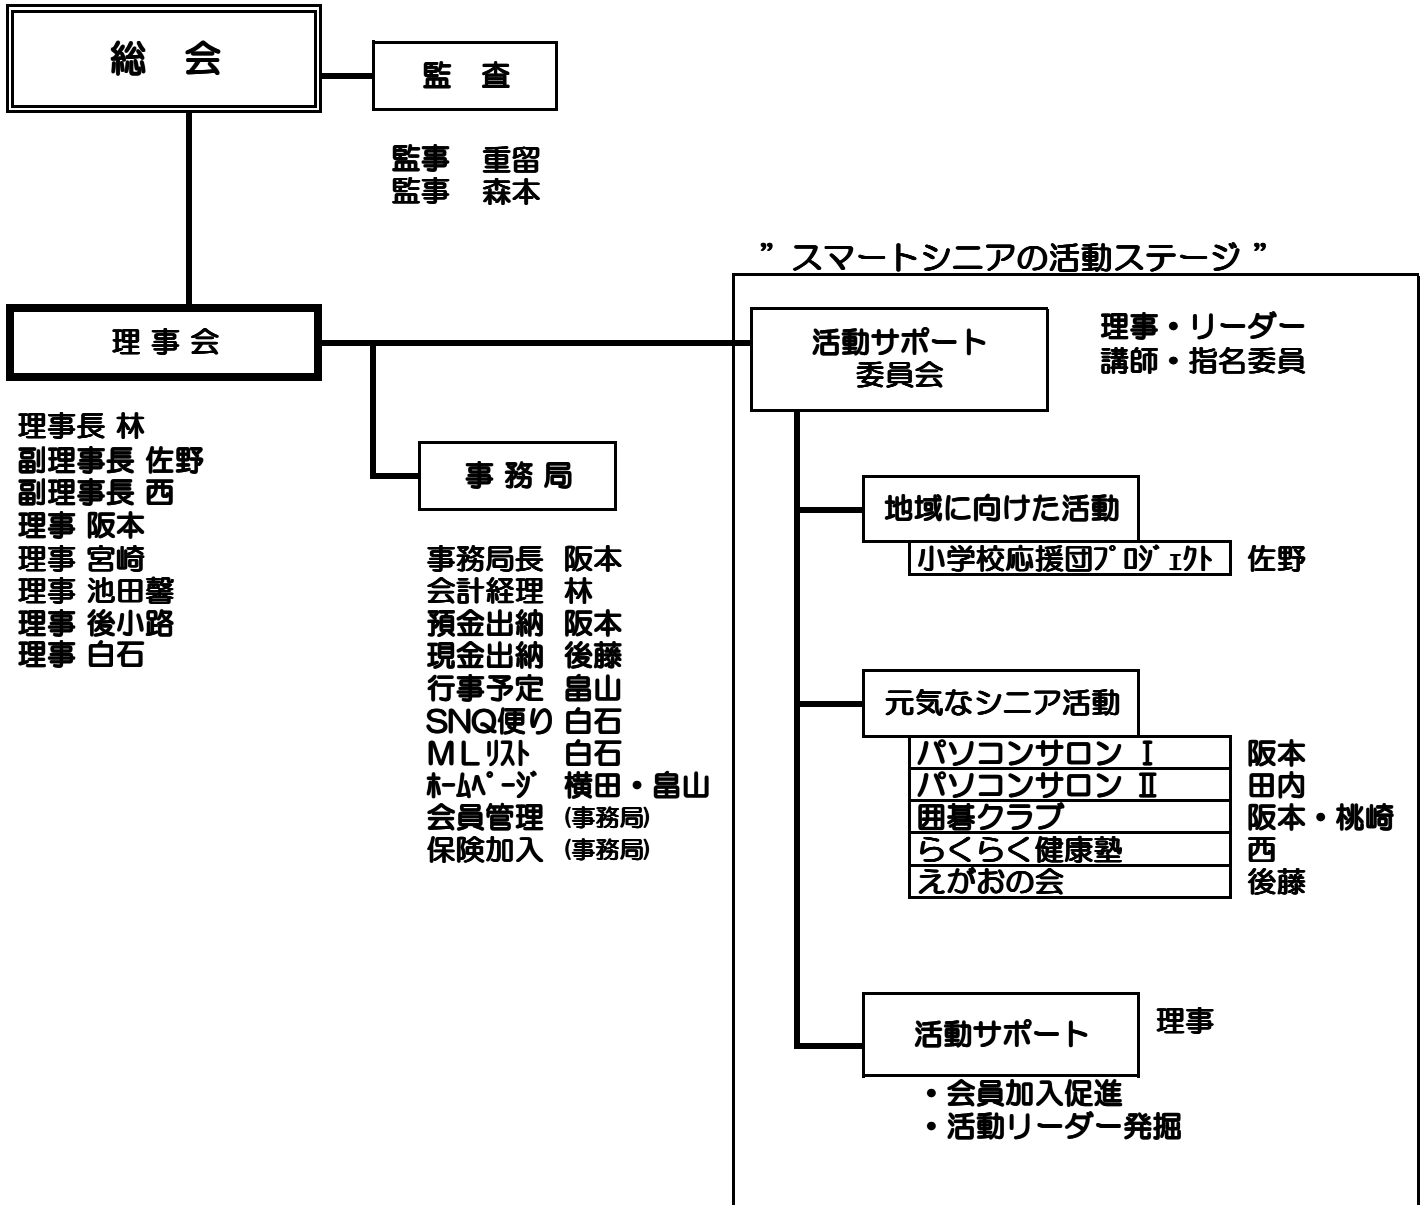 総　会
監　査
監事　重留
監事　森本
”スマートシニアの活動ステージ”
理 事 会
活動サポート
委員会
理事・リーダー
講師・指名委員
理事長 林
副理事長 佐野
副理事長 西
理事 阪本
理事 宮崎
理事 池田馨
理事 後小路
理事 白石
事 務 局
事務局長 阪本
会計経理 林
預金出納 阪本
現金出納 後藤
行事予定 畠山
SNQ便り 白石
ＭＬﾘｽﾄ 白石
ﾎｰﾑﾍﾟｰｼﾞ 横田・畠山
会員管理 (事務局)
保険加入 (事務局)
地域に向けた活動
小学校応援団ﾌﾟﾛｼﾞｪｸﾄ 佐野
元気なシニア活動
パソコンサロン Ⅰ 阪本
パソコンサロン Ⅱ 田内
囲碁クラブ 阪本・桃崎
らくらく健康塾 西
えがおの会 後藤
活動サポート 理事
・会員加入促進
・活動リーダー発掘